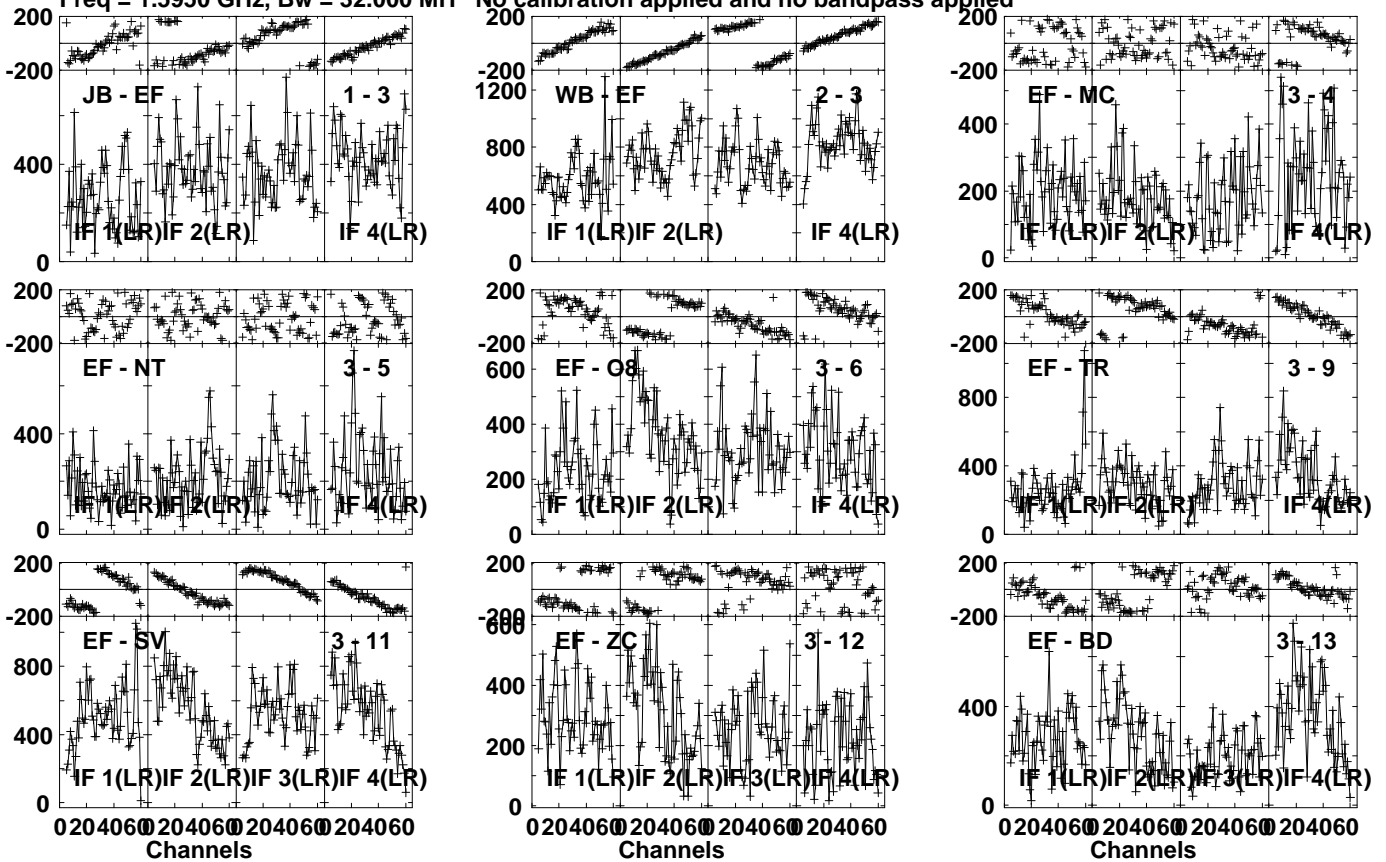 Freq = 1.5950 GHz, Bw = 32.000 MH No calibration applied and no bandpass applied
200
-200
JB - EF 1 - 3
400
0
IF 1(LR) IF 2(LR) IF 4(LR)
200
-200
WB - EF 2 - 3
1200
800
400
0
IF 1(LR) IF 2(LR) IF 4(LR)
200
-200
EF - MC 3 - 4
400
200
0
IF 1(LR) IF 2(LR) IF 4(LR)
200
-200
EF - NT 3 - 5
400
0
IF 1(LR) IF 2(LR) IF 4(LR)
200
-200
EF - O8 3 - 6
600
400
200
0
IF 1(LR) IF 2(LR) IF 4(LR)
200
-200
EF - TR 3 - 9
800
400
0
IF 1(LR) IF 2(LR) IF 4(LR)
200
-200
EF - SV 3 - 11
800
400
0
IF 1(LR) IF 2(LR) IF 3(LR) IF 4(LR)
0 20 40 60 0 20 40 60 0 20 40 60 0 20 40 60
Channels
200
-200
EF - ZC 3 - 12
600
400
200
0
IF 1(LR) IF 2(LR) IF 3(LR) IF 4(LR)
0 20 40 60 0 20 40 60 0 20 40 60 0 20 40 60
Channels
200
-200
EF - BD 3 - 13
400
0
IF 1(LR) IF 2(LR) IF 3(LR) IF 4(LR)
0 20 40 60 0 20 40 60 0 20 40 60 0 20 40 60
Channels